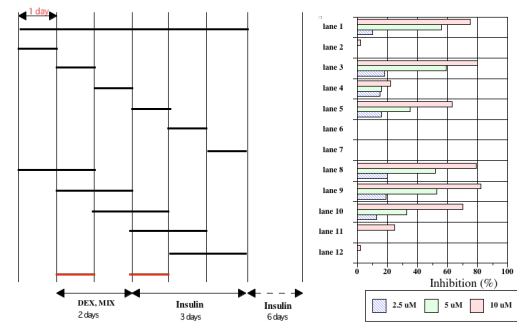 1 day
DEX, MIX
2 days
Insulin
3 days
Insulin
6 days
lane 1
lane 2
lane 3
lane 4
lane 5
lane 6
lane 7
lane 8
lane 9
lane 10
lane 11
lane 12
0 20 40 60 80 100
Inhibition (%)
2.5 uM 5 uM 10 uM